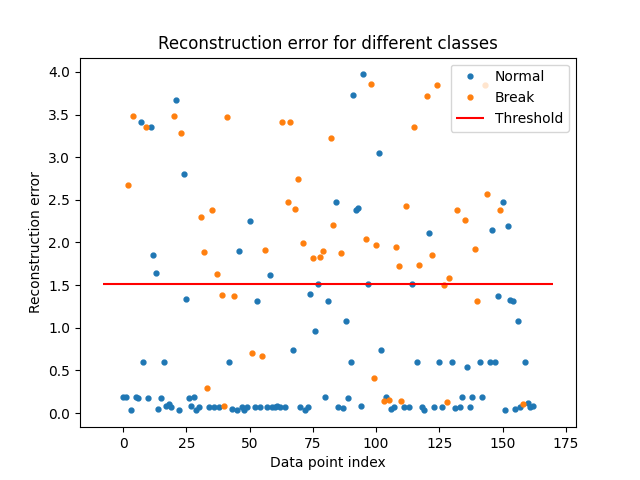 Reconstruction error for different classes
Normal
Break
Threshold
Reconstruction error
4.0
3.5
3.0
2.5
2.0
1.5
1.0
0.5
0.0
0 25 50 75 100 125 150 175
Data point index